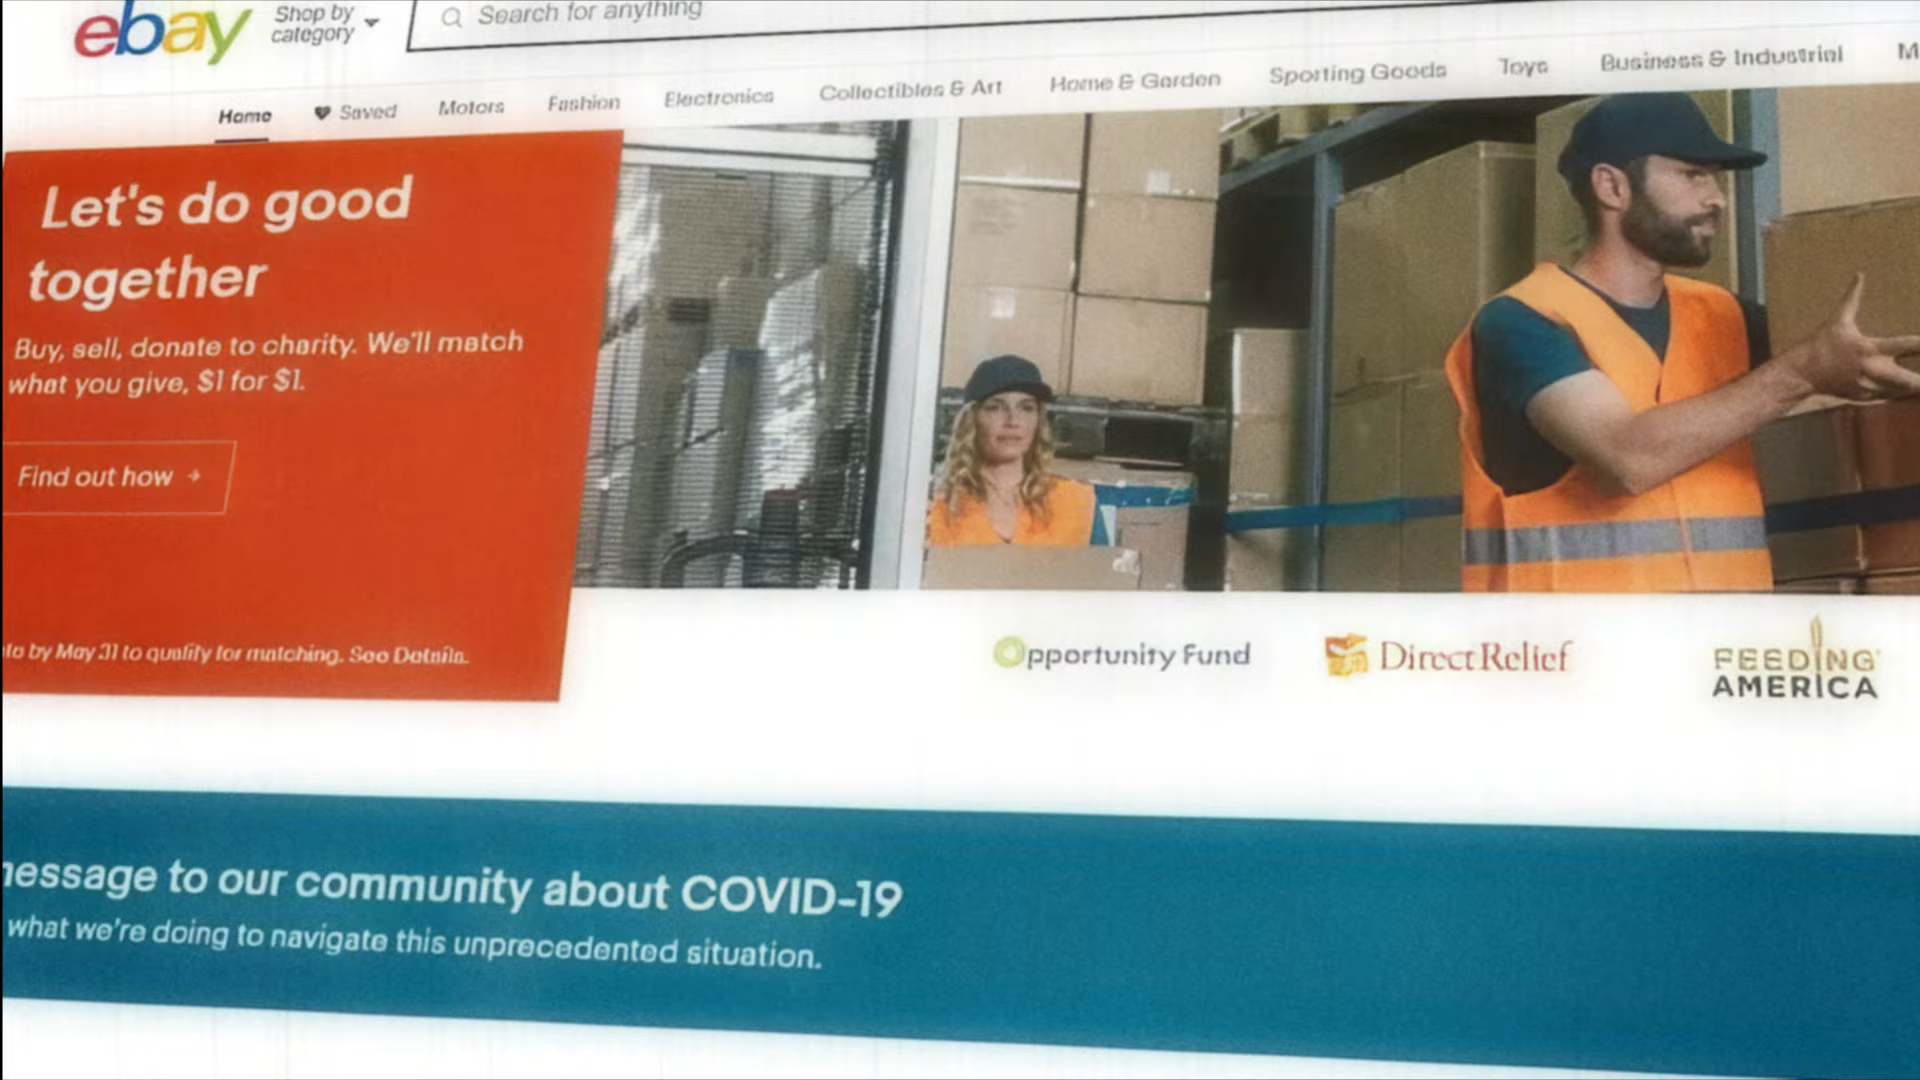 ebay
Shop by
category
Search for anything
Home
Saved
Motors
Fashion
Electronics
Collectibles & Art
Home & Garden
Sporting Goods
Toys
Business & Industrial
M
Let's do good
together
Buy, sell, donate to charity. We'll match
what you give, $1 for $1.
Find out how
by May 31 to qualify for matching. See Details.
Opportunity Fund
Direct Relief
FEEDING
AMERICA
message to our community about COVID-19
what we're doing to navigate this unprecedented situation.